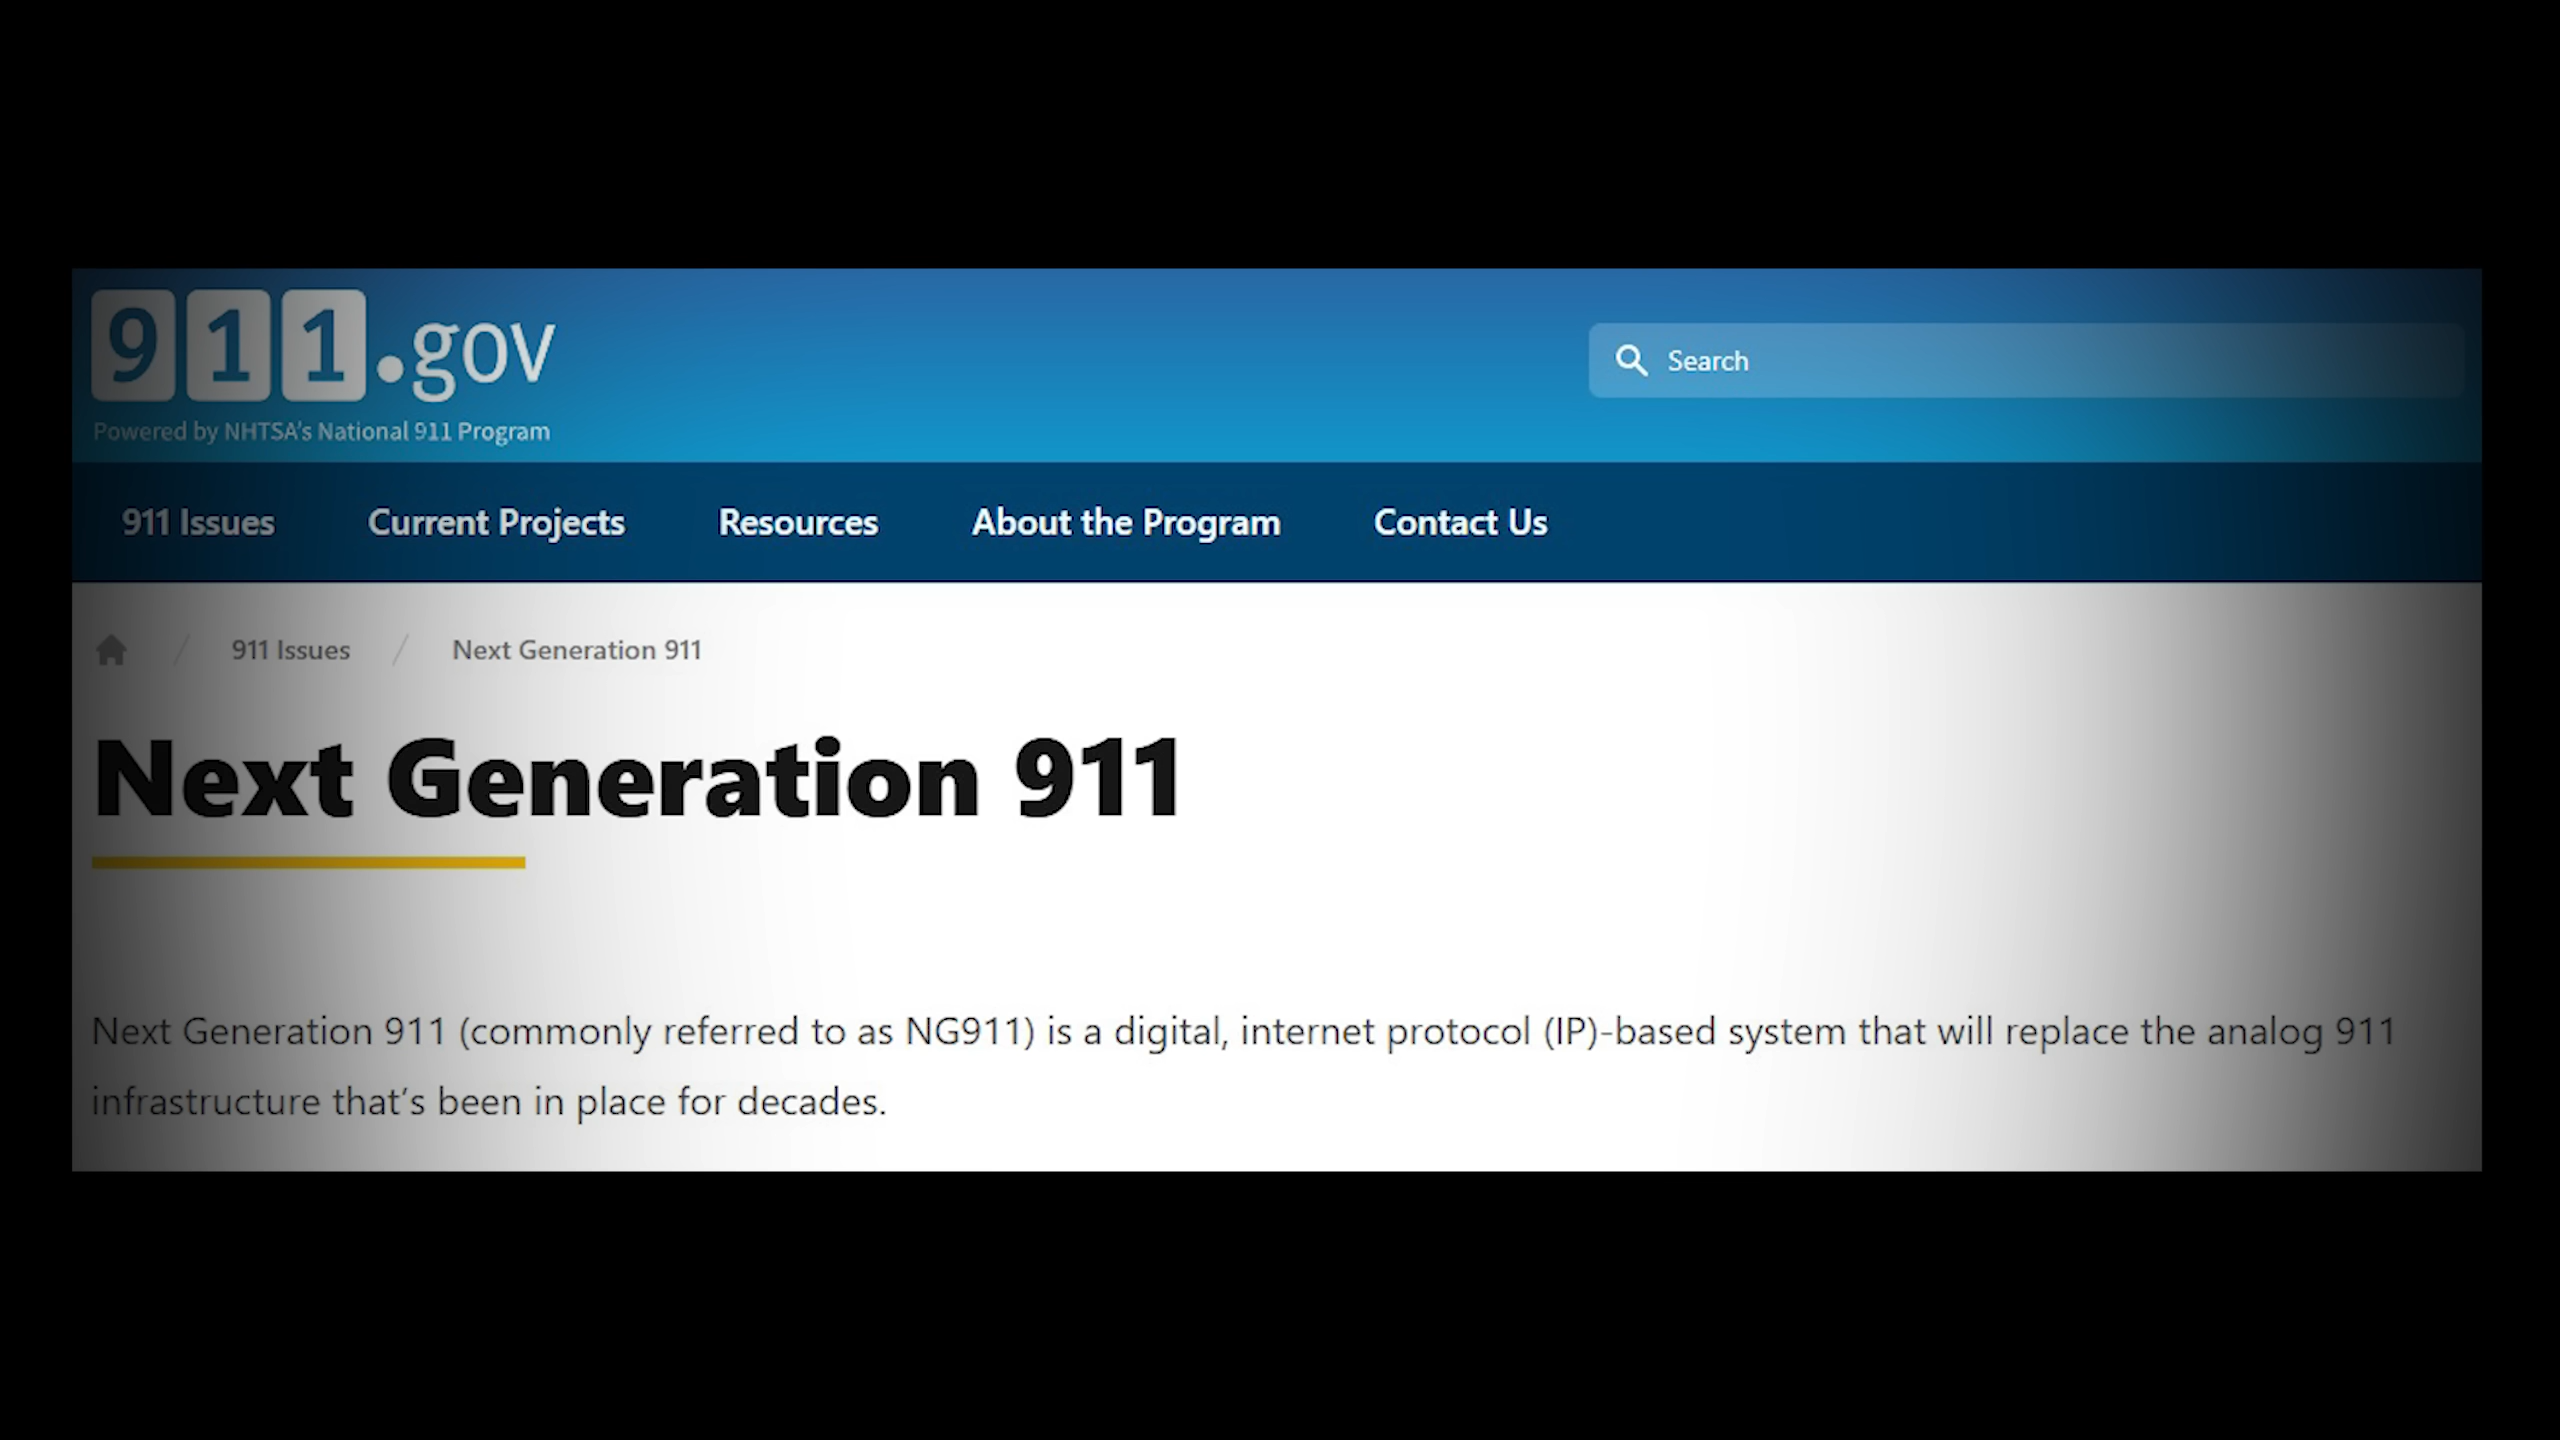 911.gov
Search
Powered by NHTSA's National 911 Program
911 Issues Current Projects Resources About the Program Contact Us
/ 911 Issues / Next Generation 911
Next Generation 911
Next Generation 911 (commonly referred to as NG911) is a digital, internet protocol (IP)-based system that will replace the analog 911
infrastructure that's been in place for decades.